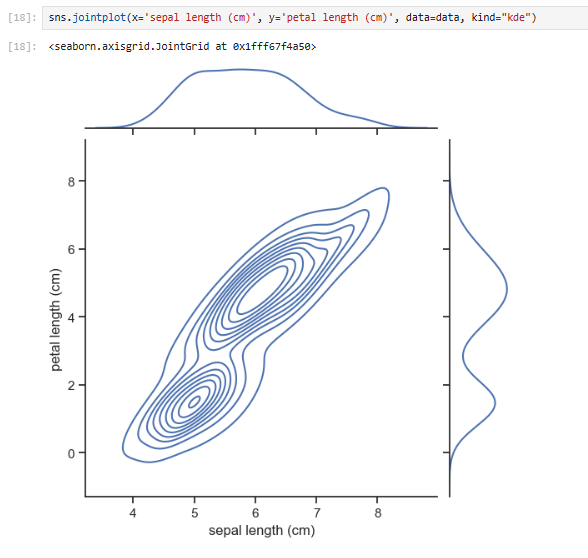 [18]: sns.jointplot(x='sepal length (cm)', y='petal length (cm)', data=data, kind="kde")
[18]: <seaborn.axisgrid.JointGrid at 0x1fff67f4a50>
8
6
4
2
0
petal length (cm)
4 5 6 7 8
sepal length (cm)